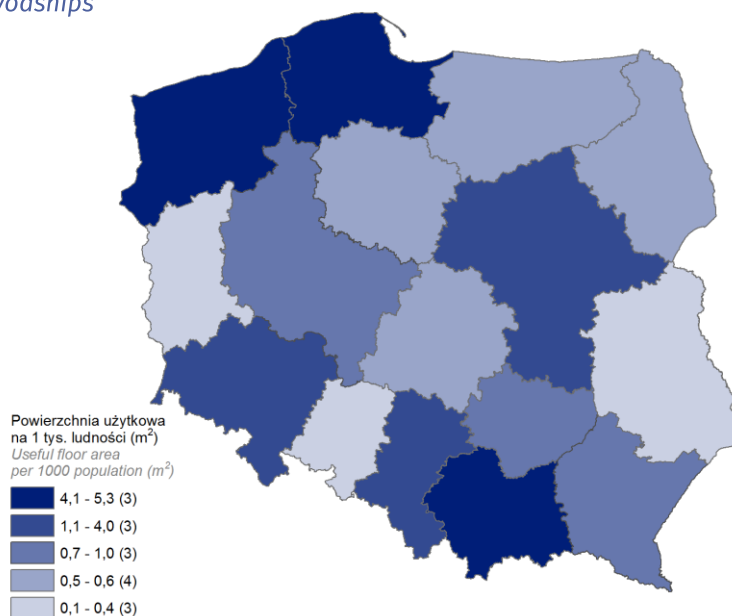 Powierzchnia użytkowa
na 1 tys. ludności (m²)
Useful floor area
per 1000 population (m²)
4,1 - 5,3 (3)
1,1 - 4,0 (3)
0,7 - 1,0 (3)
0,5 - 0,6 (4)
0,1 - 0,4 (3)